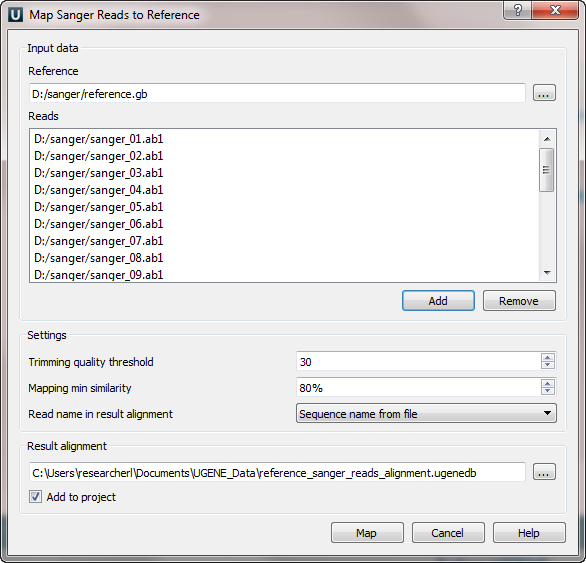 U Map Sanger Reads to Reference ?
Input data
Reference
D:/sanger/reference.gb ...
Reads
D:/sanger/sanger_01.ab1
D:/sanger/sanger_02.ab1
D:/sanger/sanger_03.ab1
D:/sanger/sanger_04.ab1
D:/sanger/sanger_05.ab1
D:/sanger/sanger_06.ab1
D:/sanger/sanger_07.ab1
D:/sanger/sanger_08.ab1
D:/sanger/sanger_09.ab1
Add Remove
Settings
Trimming quality threshold 30
Mapping min similarity 80%
Read name in result alignment Sequence name from file
Result alignment
C:\Users\researcherl\Documents\UGENE_Data\reference_sanger_reads_alignment.ugenedb ...
Add to project
Map Cancel Help